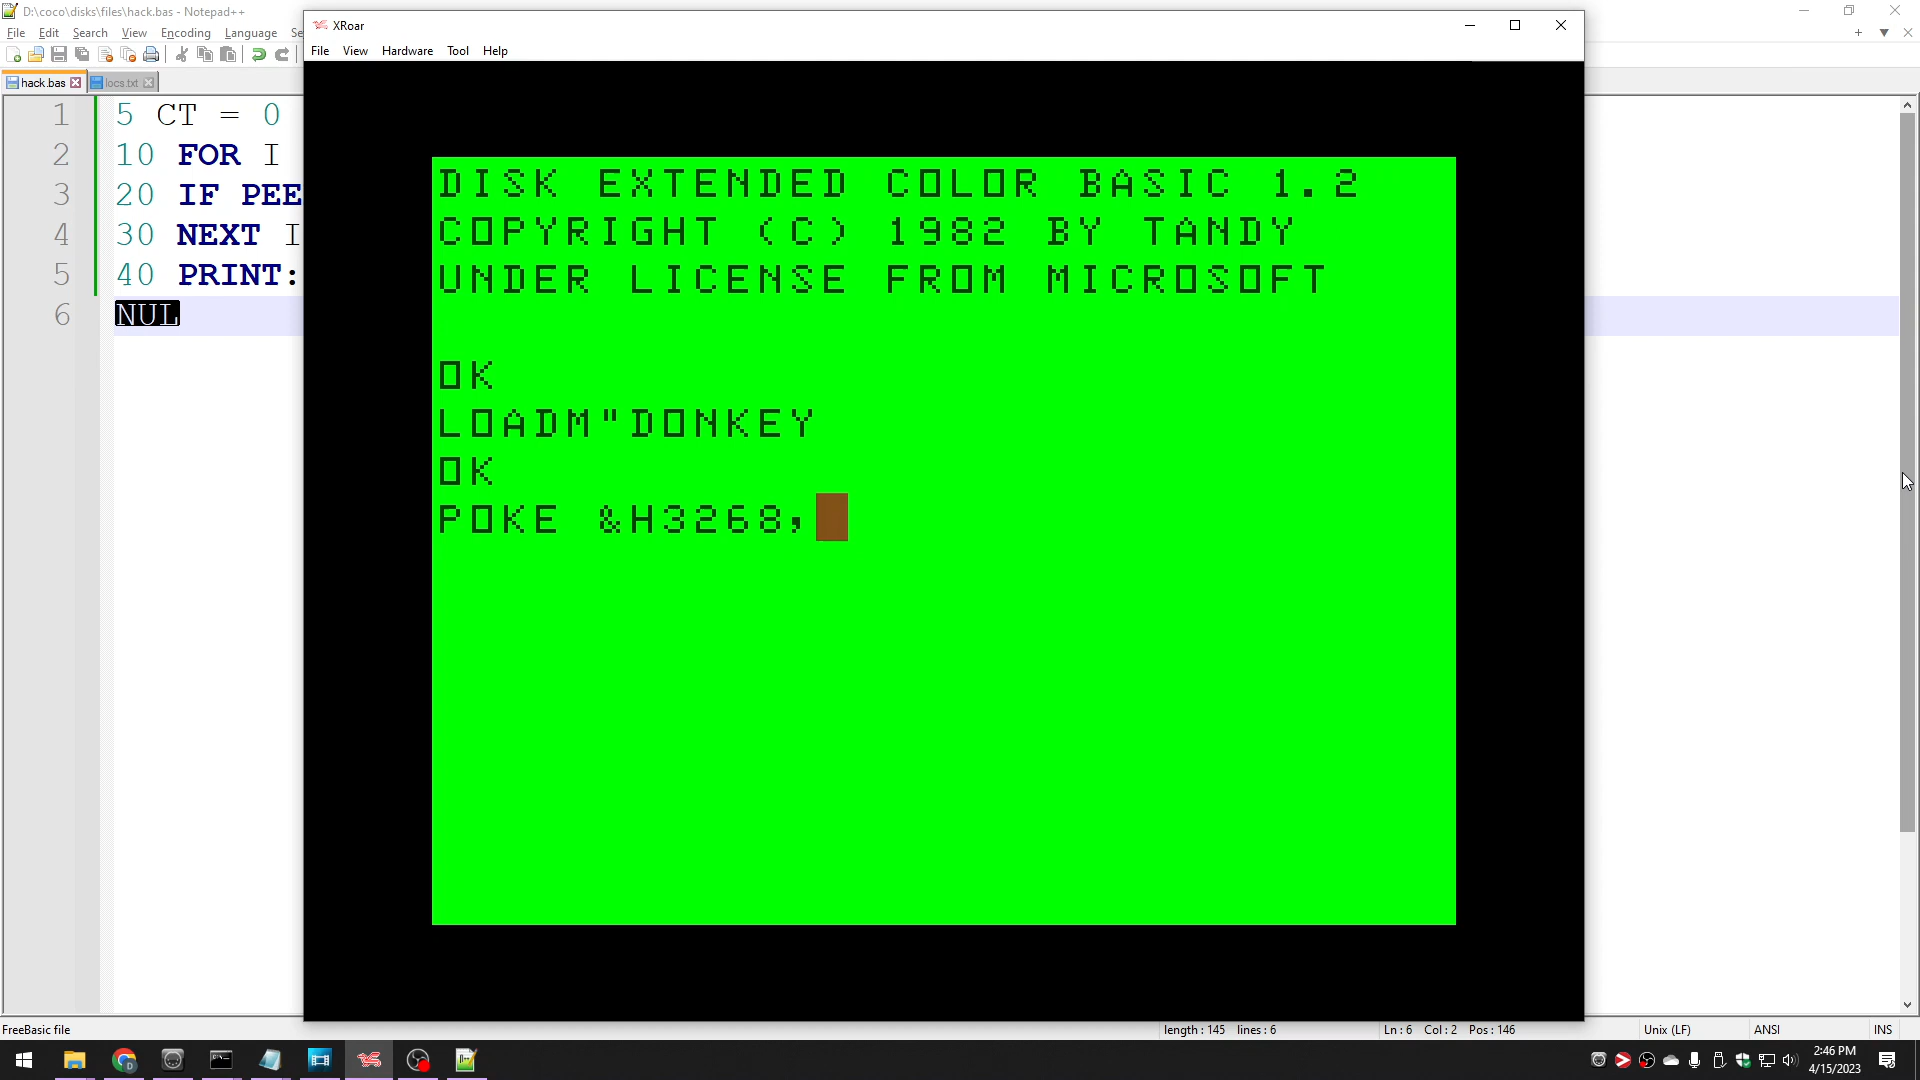 D:\coco\disks\files\hack.bas - Notepad++
File Edit Search View Encoding Language Se
hack.bas locs.txt
1 5 CT = 0
2 10 FOR I
3 20 IF PEE
4 30 NEXT I
5 40 PRINT:
6 NUL
XRoar
File View Hardware Tool Help
DISK EXTENDED COLOR BASIC 1.2
COPYRIGHT (C) 1982 BY TANDY
UNDER LICENSE FROM MICROSOFT
OK
LOADM"DONKEY
OK
POKE &H3268,
FreeBasic file length : 145 lines : 6 Ln : 6 Col : 2 Pos : 146 Unix (LF) ANSI INS
2:46 PM
4/15/2023